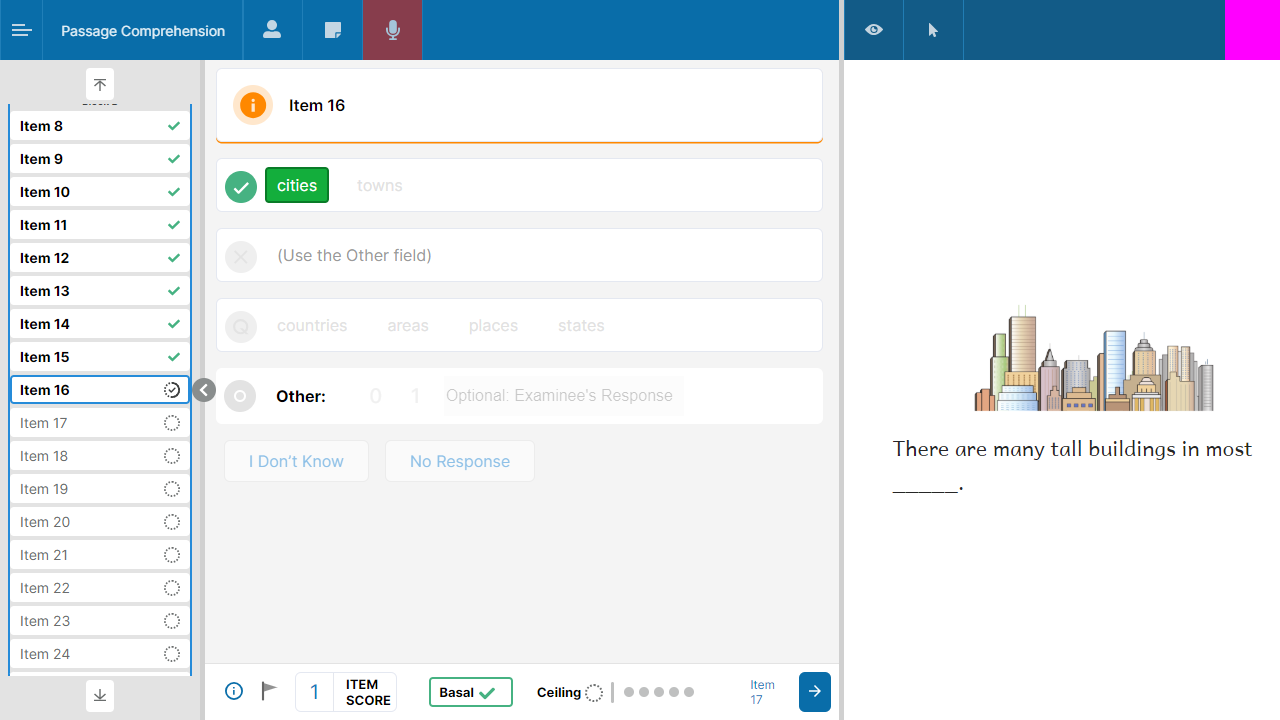 Passage Comprehension
Item 8
Item 9
Item 10
Item 11
Item 12
Item 13
Item 14
Item 15
Item 16
Item 17
Item 18
Item 19
Item 20
Item 21
Item 22
Item 23
Item 24
Item 16
cities towns
(Use the Other field)
Q countries areas places states
Other: 0 1 Optional: Examinee's Response
I Don't Know No Response
1 ITEM SCORE
Basal
Ceiling
Item 17
There are many tall buildings in most
_____.